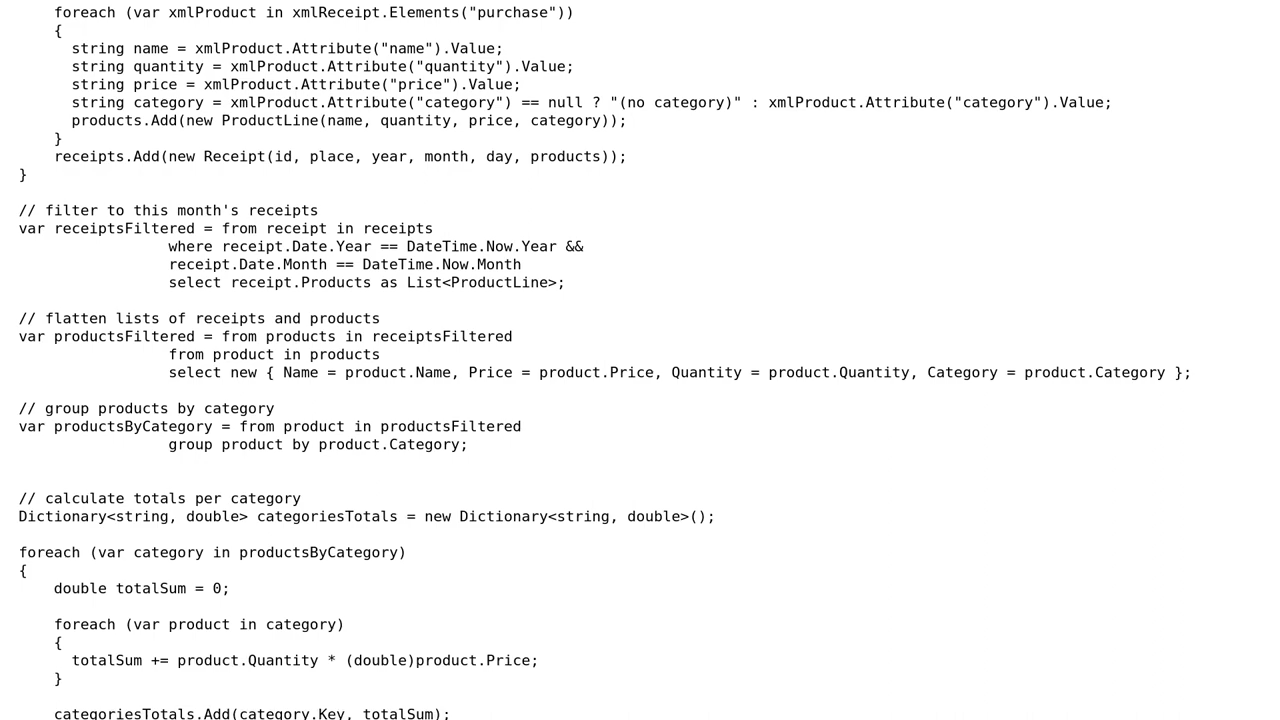 foreach (var xmlProduct in xmlReceipt.Elements("purchase"))
{
string name = xmlProduct.Attribute("name").Value;
string quantity = xmlProduct.Attribute("quantity").Value;
string price = xmlProduct.Attribute("price").Value;
string category = xmlProduct.Attribute("category") == null ? "(no category)" : xmlProduct.Attribute("category").Value;
products.Add(new ProductLine(name, quantity, price, category));
}
receipts.Add(new Receipt(id, place, year, month, day, products));
}
// filter to this month's receipts
var receiptsFiltered = from receipt in receipts
where receipt.Date.Year == DateTime.Now.Year &&
receipt.Date.Month == DateTime.Now.Month
select receipt.Products as List<ProductLine>;
// flatten lists of receipts and products
var productsFiltered = from products in receiptsFiltered
from product in products
select new { Name = product.Name, Price = product.Price, Quantity = product.Quantity, Category = product.Category };
// group products by category
var productsByCategory = from product in productsFiltered
group product by product.Category;
// calculate totals per category
Dictionary<string, double> categoriesTotals = new Dictionary<string, double>();
foreach (var category in productsByCategory)
{
double totalSum = 0;
foreach (var product in category)
{
totalSum += product.Quantity * (double)product.Price;
}
categoriesTotals.Add(category.Key, totalSum);